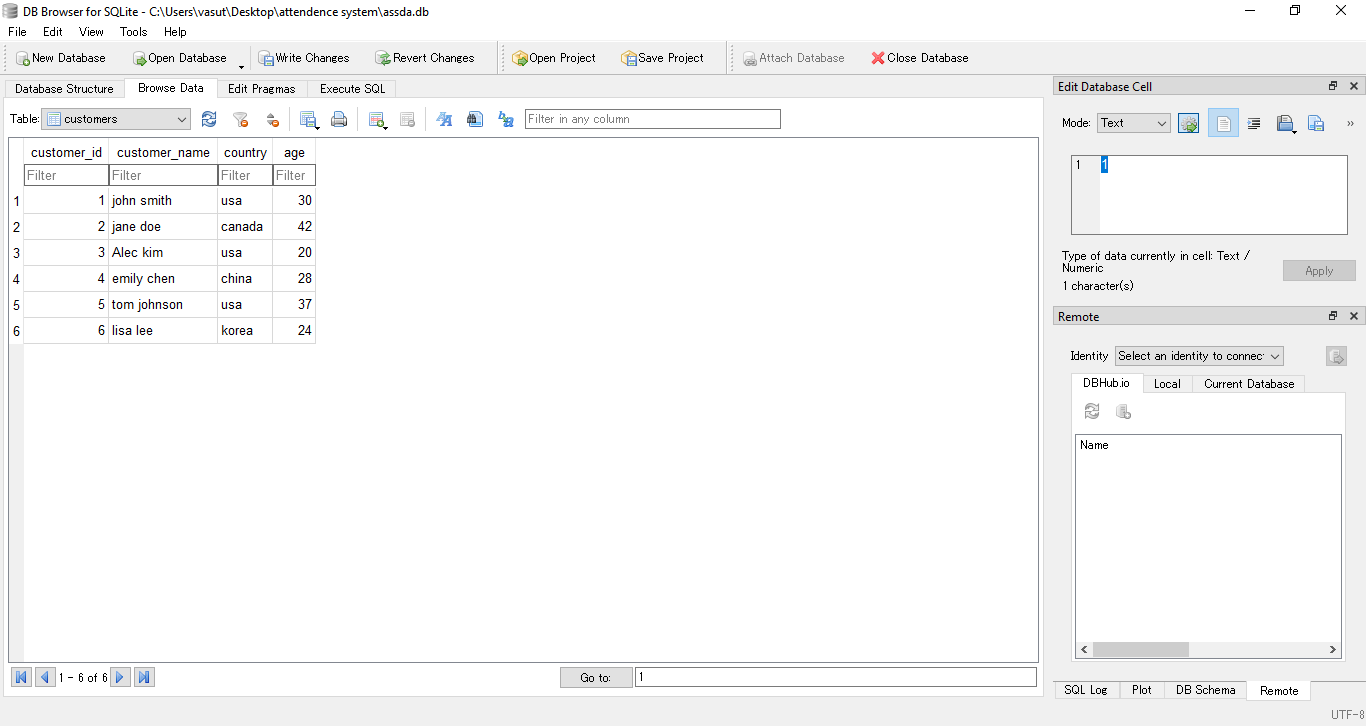 DB Browser for SQLite - C:\Users\vasut\Desktop\attendence system\assda.db
File Edit View Tools Help
New Database Open Database Write Changes Revert Changes Open Project Save Project Attach Database Close Database
Database Structure Browse Data Edit Pragmas Execute SQL
Table: customers Filter in any column
customer_id customer_name country age
Filter Filter Filter Filter
1 1 john smith usa 30
2 2 jane doe canada 42
3 3 Alec kim usa 20
4 4 emily chen china 28
5 5 tom johnson usa 37
6 6 lisa lee korea 24
1 - 6 of 6 Go to: 1
Edit Database Cell
Mode: Text »
1 1
Type of data currently in cell: Text /
Numeric
1 character(s)
Apply
Remote
Identity Select an identity to connec
DBHub.io Local Current Database
Name
SQL Log Plot DB Schema Remote
UTF-8